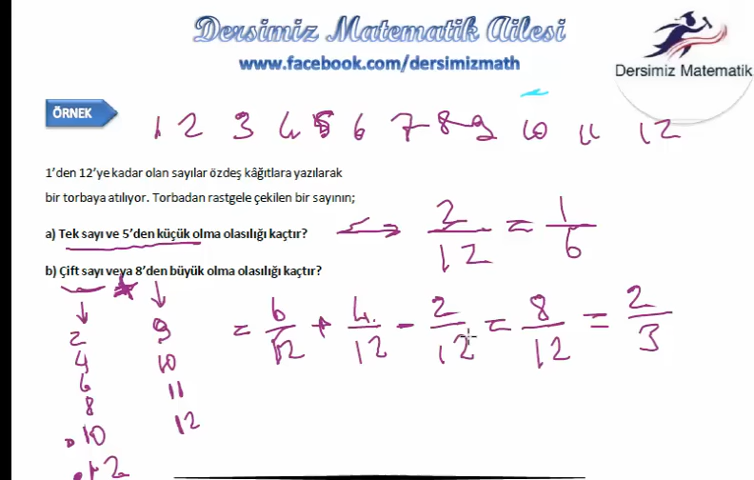 Dersimiz Matematik Ailesi
www.facebook.com/dersimizmath
Dersimiz Matematik
ÖRNEK
1 2 3 4 5 6 7 8 9 10 11 12
1'den 12'ye kadar olan sayılar özdeş kâğıtlara yazılarak
bir torbaya atılıyor. Torbadan rastgele çekilen bir sayının;
a) Tek sayı ve 5'den küçük olma olasılığı kaçtır? 2/12 = 1/6
b) Çift sayı veya 8'den büyük olma olasılığı kaçtır?
= 6/12 + 4/12 - 2/12 = 8/12 = 2/3
2 9
4 10
6 11
8 12
10
12